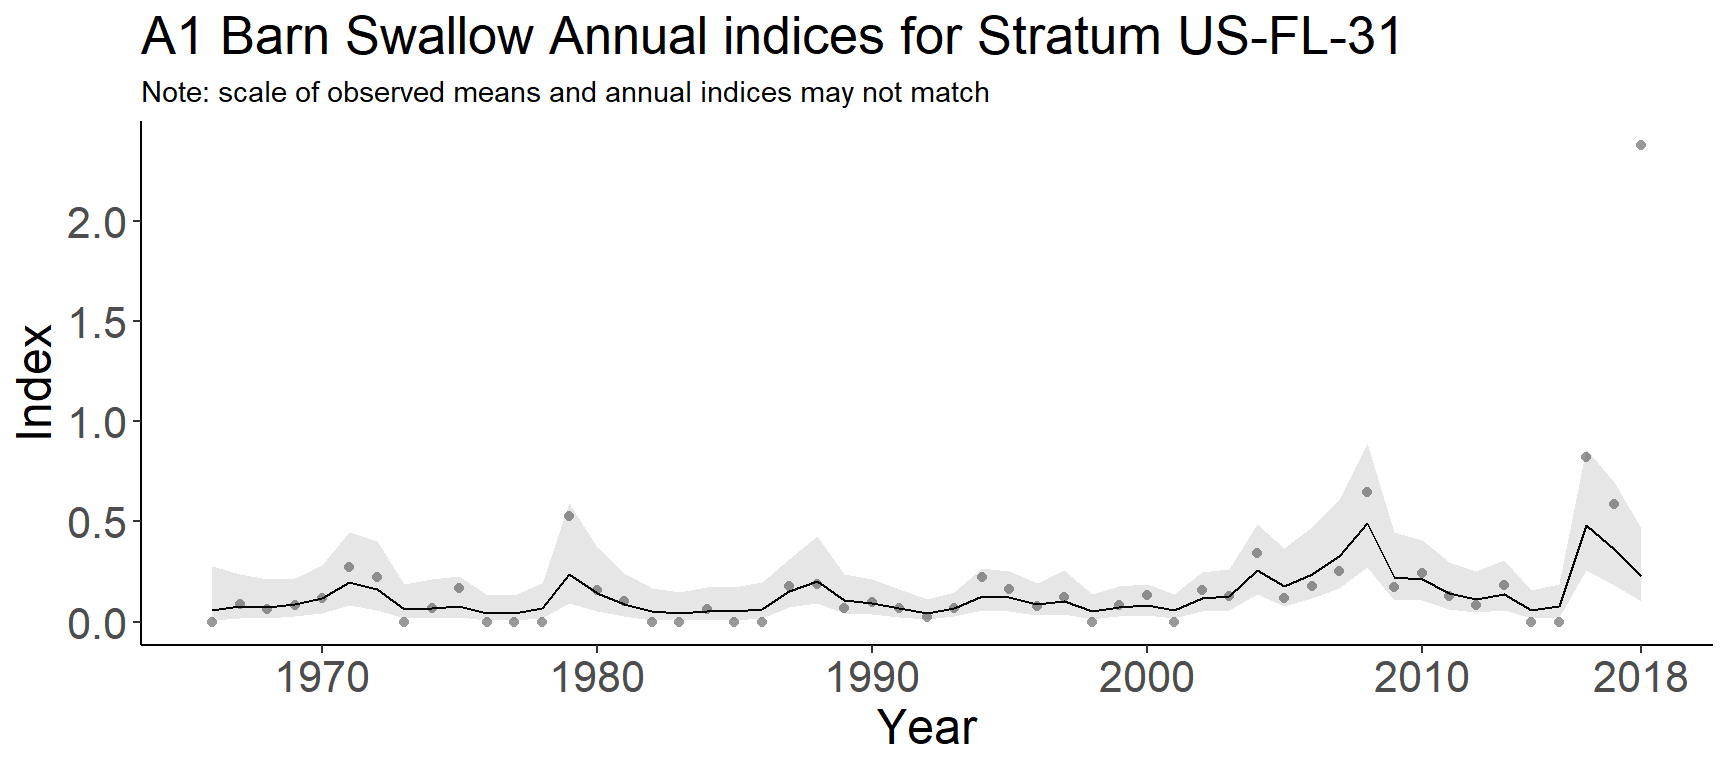 A1 Barn Swallow Annual indices for Stratum US-FL-31
Note: scale of observed means and annual indices may not match
Index
2.0
1.5
1.0
0.5
0.0
1970 1980 1990 2000 2010 2018
Year